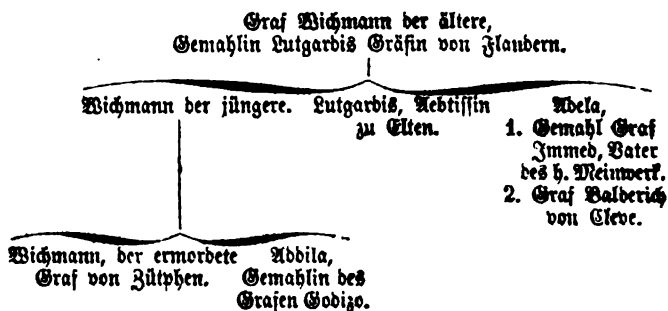 Graf Wichmann der ältere,
Gemahlin Lutgardis Gräfin von Flandern.
Wichmann der jüngere.
Lutgardis, Aebtissin
zu Elten.
Adela,
1. Gemahl Graf
Immed, Vater
des h. Meinwerk.
2. Graf Balderich
von Cleve.
Wichmann, der ermordete
Graf von Zütphen.
Addila,
Gemahlin des
Grafen Godizo.